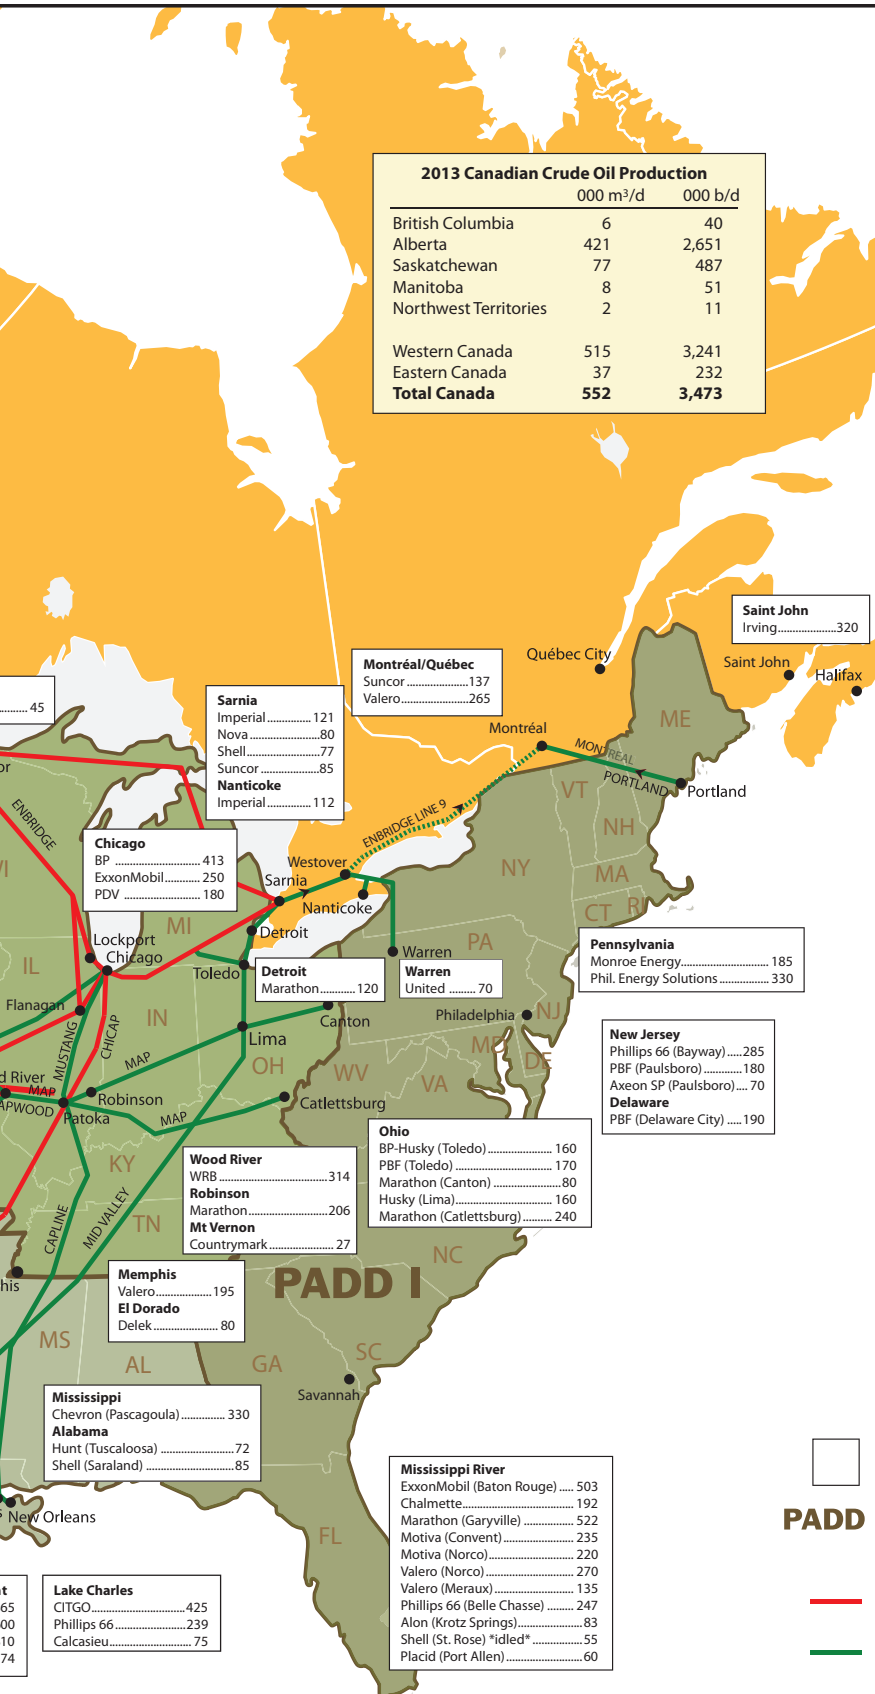 2013 Canadian Crude Oil Production
000 m³/d 000 b/d
British Columbia 6 40
Alberta 421 2,651
Saskatchewan 77 487
Manitoba 8 51
Northwest Territories 2 11
Western Canada 515 3,241
Eastern Canada 37 232
Total Canada 552 3,473
Saint John
Irving.....................320
Québec City
Saint John
Halifax
Montréal/Québec
Suncor......................137
Valero........................265
........... 45
Sarnia
Imperial................121
Nova.......................80
Shell........................77
Suncor....................85
Nanticoke
Imperial................112
ME
Montréal
MONTREAL
PORTLAND
Portland
or
ENBRIDGE
ENBRIDGE LINE 9
VT
NH
Chicago
BP ............................413
ExxonMobil............250
PDV ..........................180
WI
Westover
NY
MA
Sarnia
CT
RI
Nanticoke
MI
Detroit
Lockport
Chicago
PA
Warren
Pennsylvania
Monroe Energy..........................185
Phil. Energy Solutions.................330
IL
Toledo
Detroit
Marathon............120
Warren
United .........70
Flanagan
IN
Canton
Philadelphia
NJ
MUSTANG
CHICAP
Lima
New Jersey
Phillips 66 (Bayway).....285
PBF (Paulsboro).............180
Axeon SP (Paulsboro)....70
Delaware
PBF (Delaware City).....190
MAP
OH
MD
DE
WV
VA
d River
MAP
APWOOD
Robinson
Patoka
MAP
Catlettsburg
Ohio
BP-Husky (Toledo)......................160
PBF (Toledo)................................170
Marathon (Canton)......................80
Husky (Lima)................................160
Marathon (Catlettsburg).........240
KY
Wood River
WRB....................................314
Robinson
Marathon............................206
Mt Vernon
Countrymark......................27
CAPLINE
MID VALLEY
TN
NC
his
Memphis
Valero...................195
El Dorado
Delek......................80
PADD I
MS
AL
GA
SC
Savannah
Mississippi
Chevron (Pascagoula)...............330
Alabama
Hunt (Tuscaloosa).........................72
Shell (Saraland)..............................85
Mississippi River
ExxonMobil (Baton Rouge).....503
Chalmette......................................192
Marathon (Garyville).................522
Motiva (Convent)........................235
Motiva (Norco).............................220
Valero (Norco)..............................270
Valero (Meraux)...........................135
Phillips 66 (Belle Chasse).........247
Alon (Krotz Springs)......................83
Shell (St. Rose) *idled*.................55
Placid (Port Allen)..........................60
s
New Orleans
FL
PADD
nt
65
00
10
74
Lake Charles
CITGO................................425
Phillips 66........................239
Calcasieu............................75